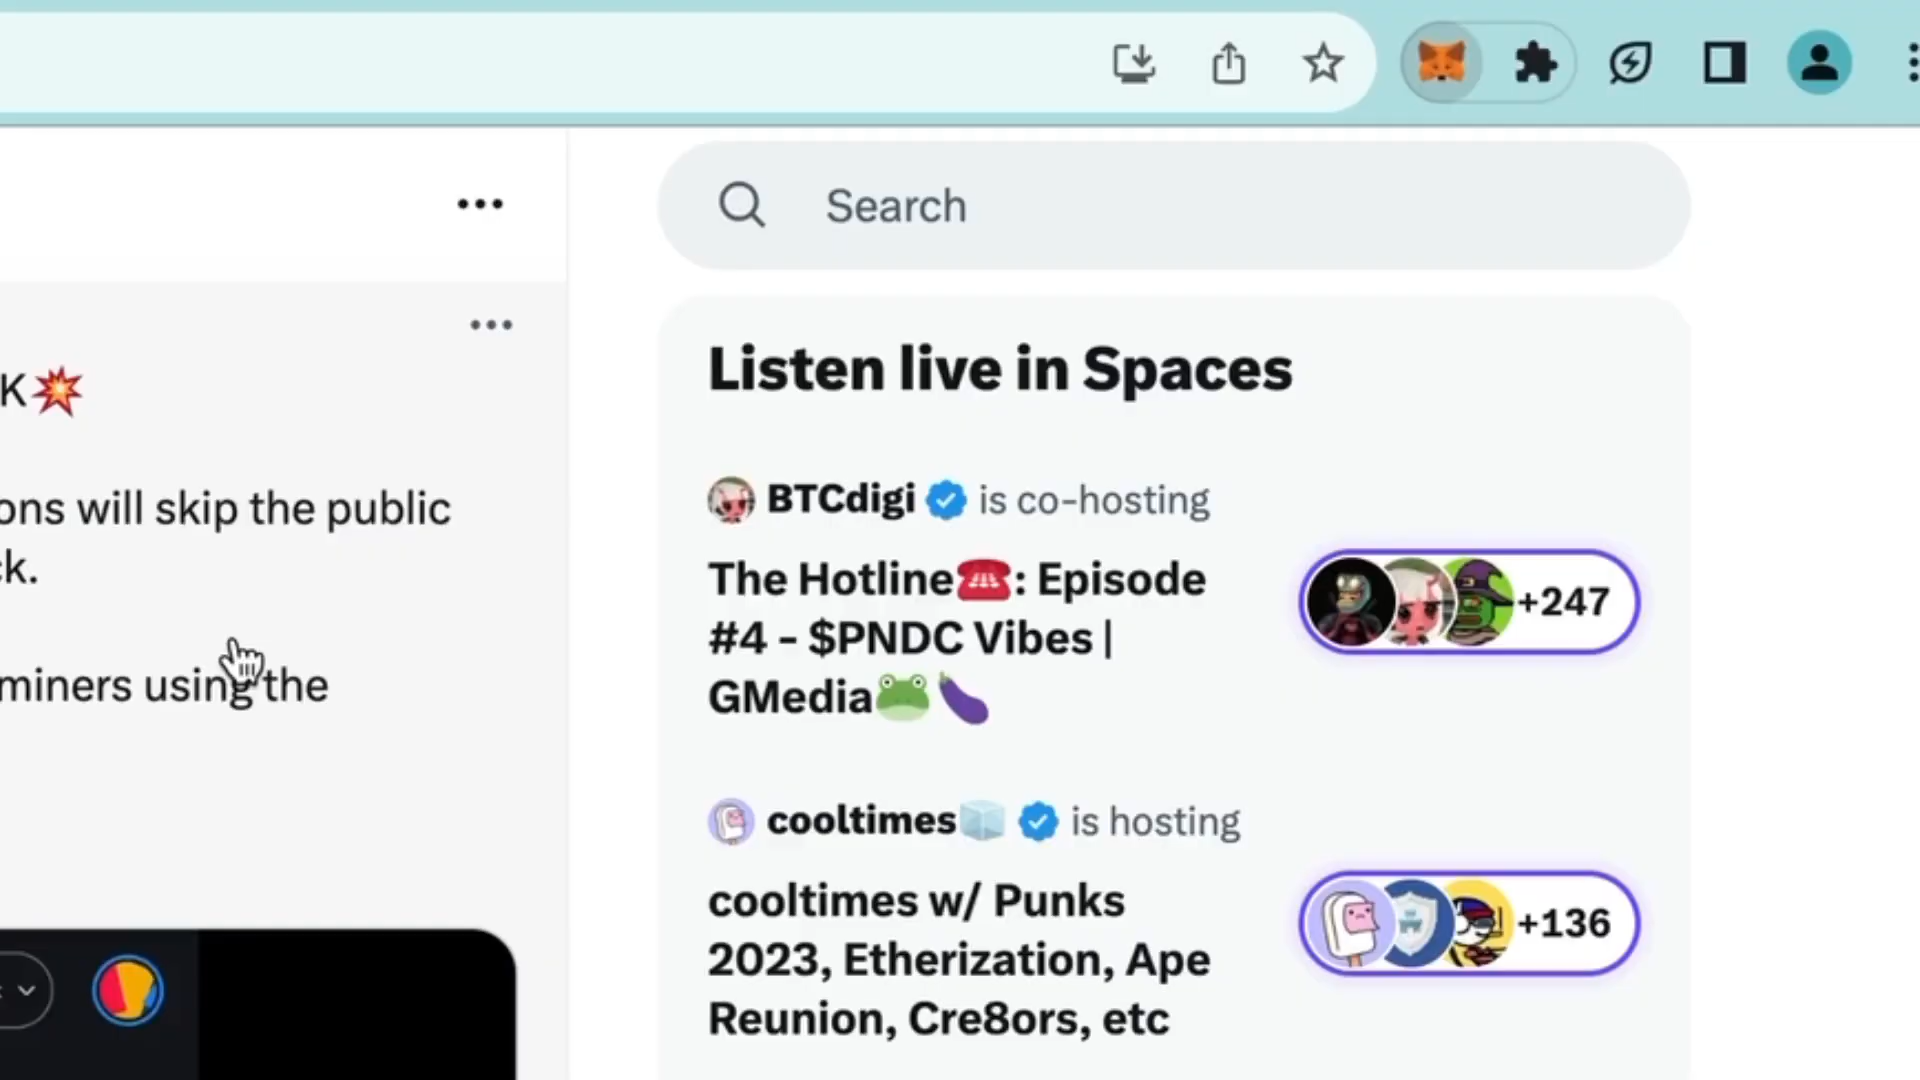 Search
K💥
ons will skip the public
k.
miners using the
Listen live in Spaces
BTCdigi is co-hosting
The Hotline☎️: Episode
#4 - $PNDC Vibes |
GMedia🐸🍆
+247
cooltimes🧊 is hosting
cooltimes w/ Punks
2023, Etherization, Ape
Reunion, Cre8ors, etc
+136